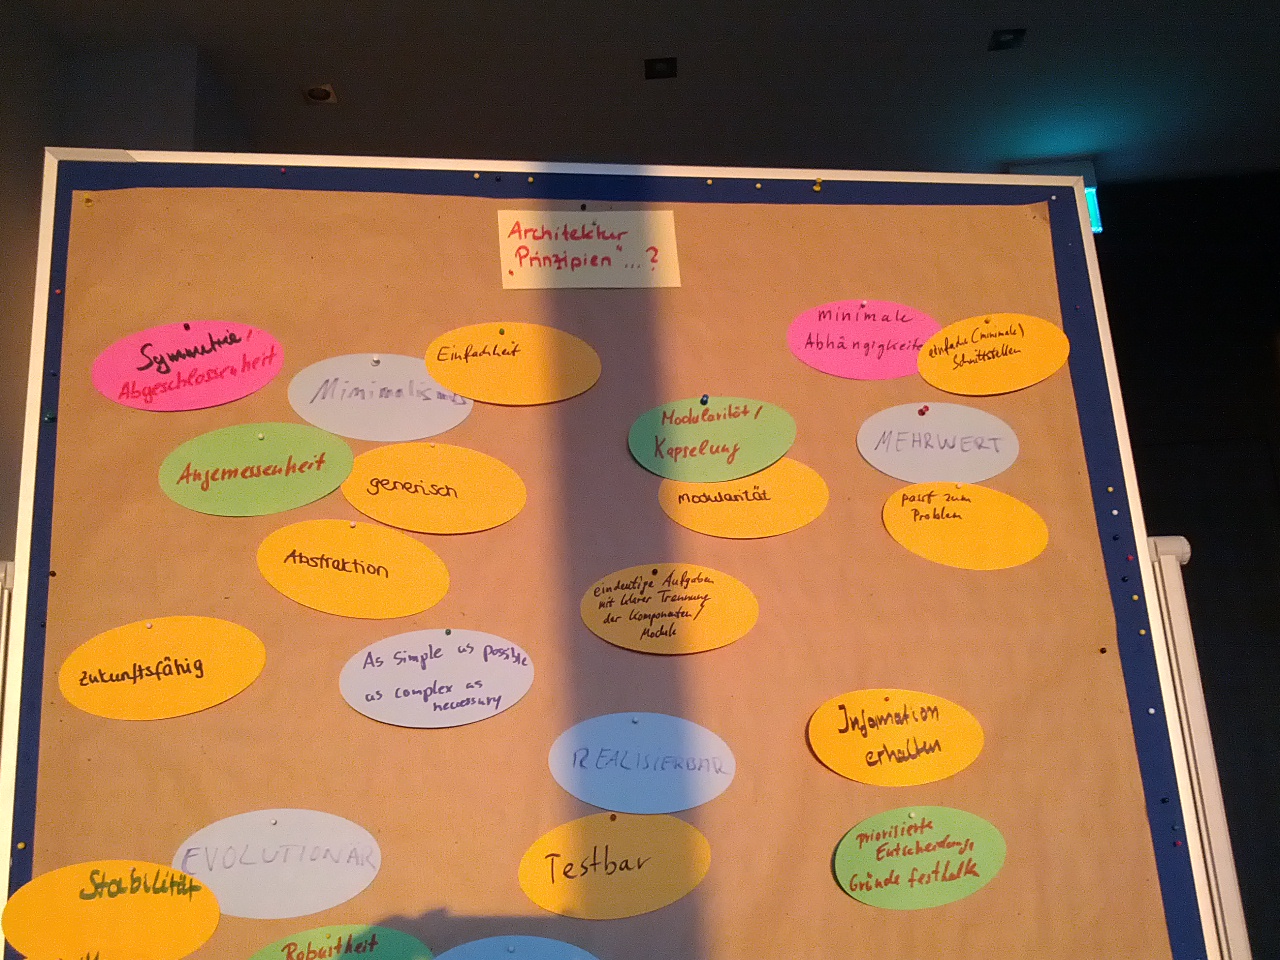 Architektur
„Prinzipien“...?
Symmetrie/
Abgeschlossenheit
Minimalismus
Einfachheit
minimale
Abhängigkeiten
einfache (minimale)
Schnittstellen
Angemessenheit
generisch
Modularität/
Kapselung
modularität
MEHRWERT
passt zum
Problem
Abstraktion
eindeutige Aufgaben
mit klarer Trennung
der Komponenten/
Module
zukunftsfähig
As simple as possible
as complex as
necessary
REALISIERBAR
Information
erhalten
EVOLUTIONÄR
Testbar
priorisierte
Entscheidungs
Gründe festhalten
Stabilität
Robustheit